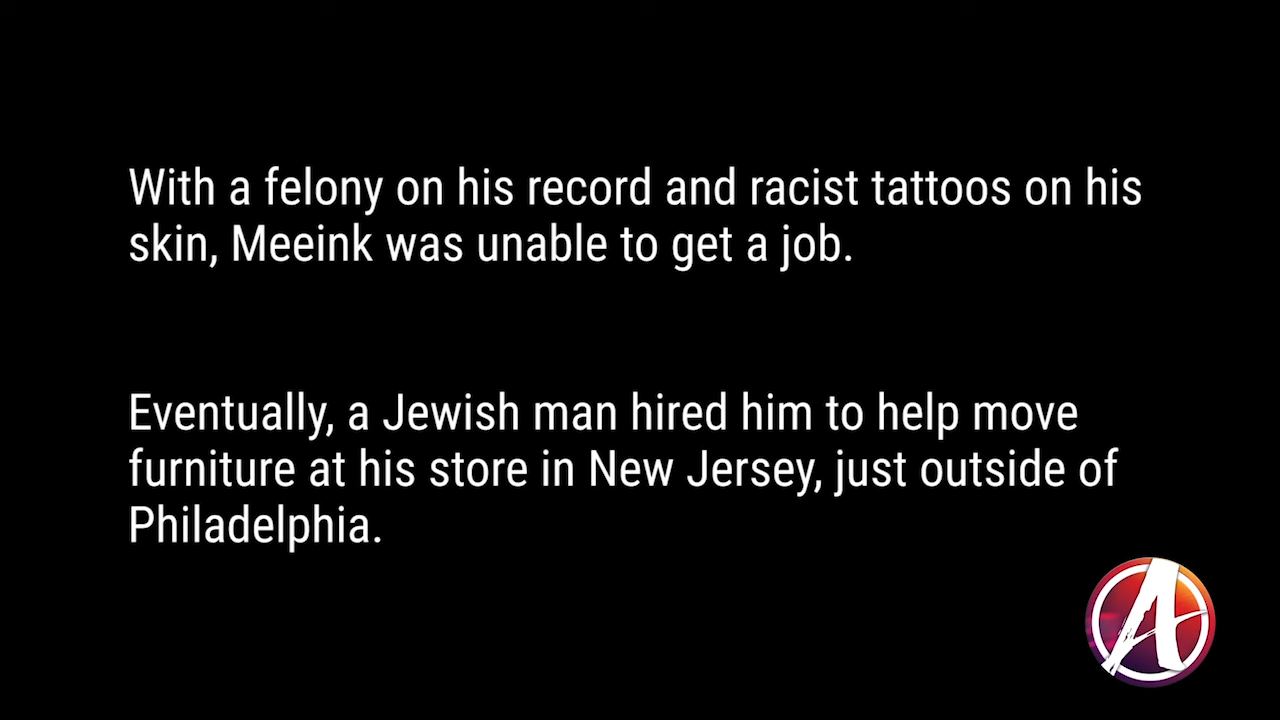 With a felony on his record and racist tattoos on his
skin, Meeink was unable to get a job.
Eventually, a Jewish man hired him to help move
furniture at his store in New Jersey, just outside of
Philadelphia.
A